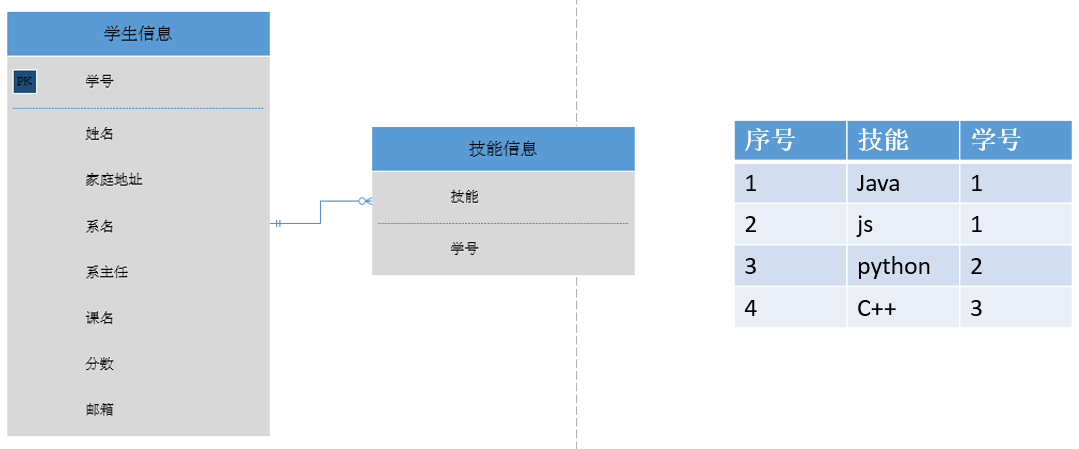 学生信息
PK 学号
姓名
家庭地址
系名
系主任
课名
分数
邮箱
技能信息
技能
学号
序号 技能 学号
1 Java 1
2 js 1
3 python 2
4 C++ 3